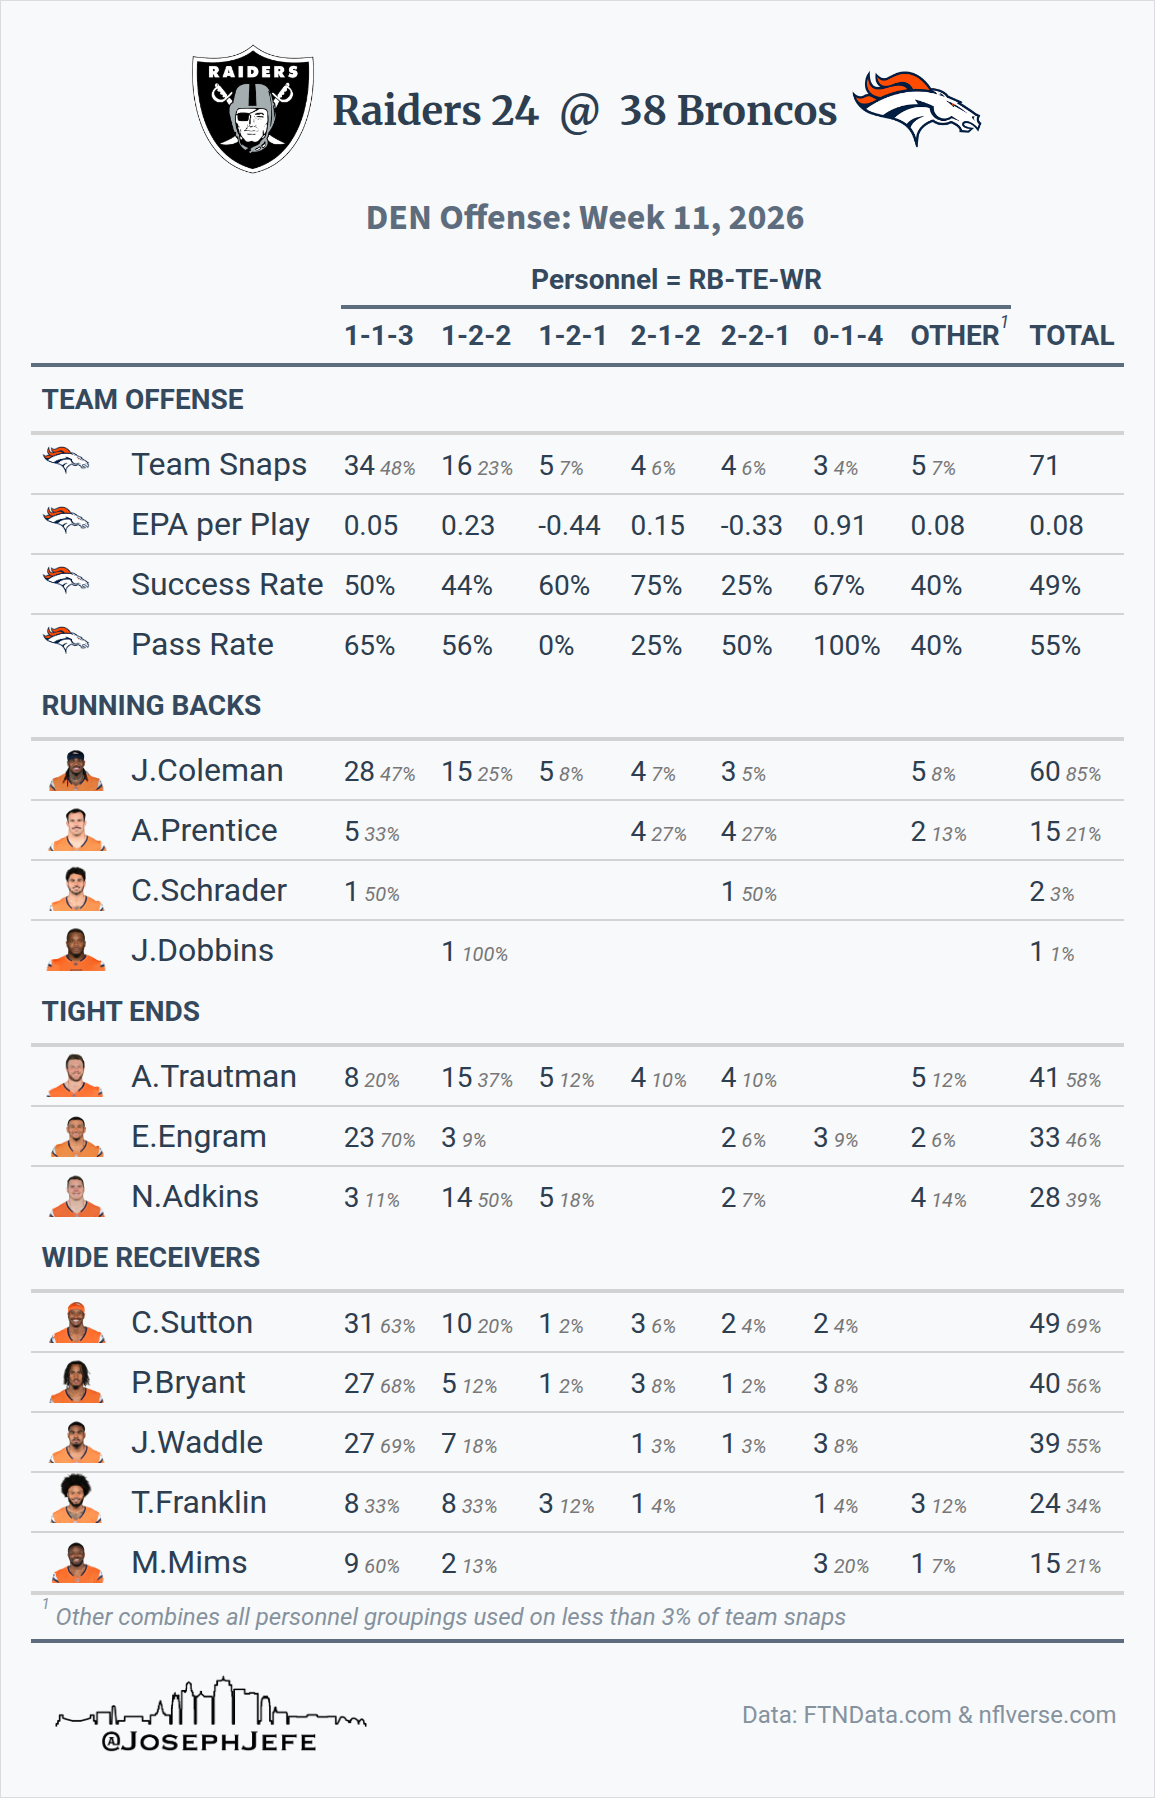 RAIDERS
Raiders 24 @ 38 Broncos
DEN Offense: Week 11, 2026
Personnel = RB-TE-WR
1-1-3 1-2-2 1-2-1 2-1-2 2-2-1 0-1-4 OTHER1 TOTAL
TEAM OFFENSE
Team Snaps 34 48% 16 23% 5 7% 4 6% 4 6% 3 4% 5 7% 71
EPA per Play 0.05 0.23 -0.44 0.15 -0.33 0.91 0.08 0.08
Success Rate 50% 44% 60% 75% 25% 67% 40% 49%
Pass Rate 65% 56% 0% 25% 50% 100% 40% 55%
RUNNING BACKS
J.Coleman 28 47% 15 25% 5 8% 4 7% 3 5% 5 8% 60 85%
A.Prentice 5 33% 4 27% 4 27% 2 13% 15 21%
C.Schrader 1 50% 1 50% 2 3%
J.Dobbins 1 100% 1 1%
TIGHT ENDS
A.Trautman 8 20% 15 37% 5 12% 4 10% 4 10% 5 12% 41 58%
E.Engram 23 70% 3 9% 2 6% 3 9% 2 6% 33 46%
N.Adkins 3 11% 14 50% 5 18% 2 7% 4 14% 28 39%
WIDE RECEIVERS
C.Sutton 31 63% 10 20% 1 2% 3 6% 2 4% 2 4% 49 69%
P.Bryant 27 68% 5 12% 1 2% 3 8% 1 2% 3 8% 40 56%
J.Waddle 27 69% 7 18% 1 3% 1 3% 3 8% 39 55%
T.Franklin 8 33% 8 33% 3 12% 1 4% 1 4% 3 12% 24 34%
M.Mims 9 60% 2 13% 3 20% 1 7% 15 21%
1 Other combines all personnel groupings used on less than 3% of team snaps
@JOSEPHJEFE
Data: FTNData.com & nflverse.com